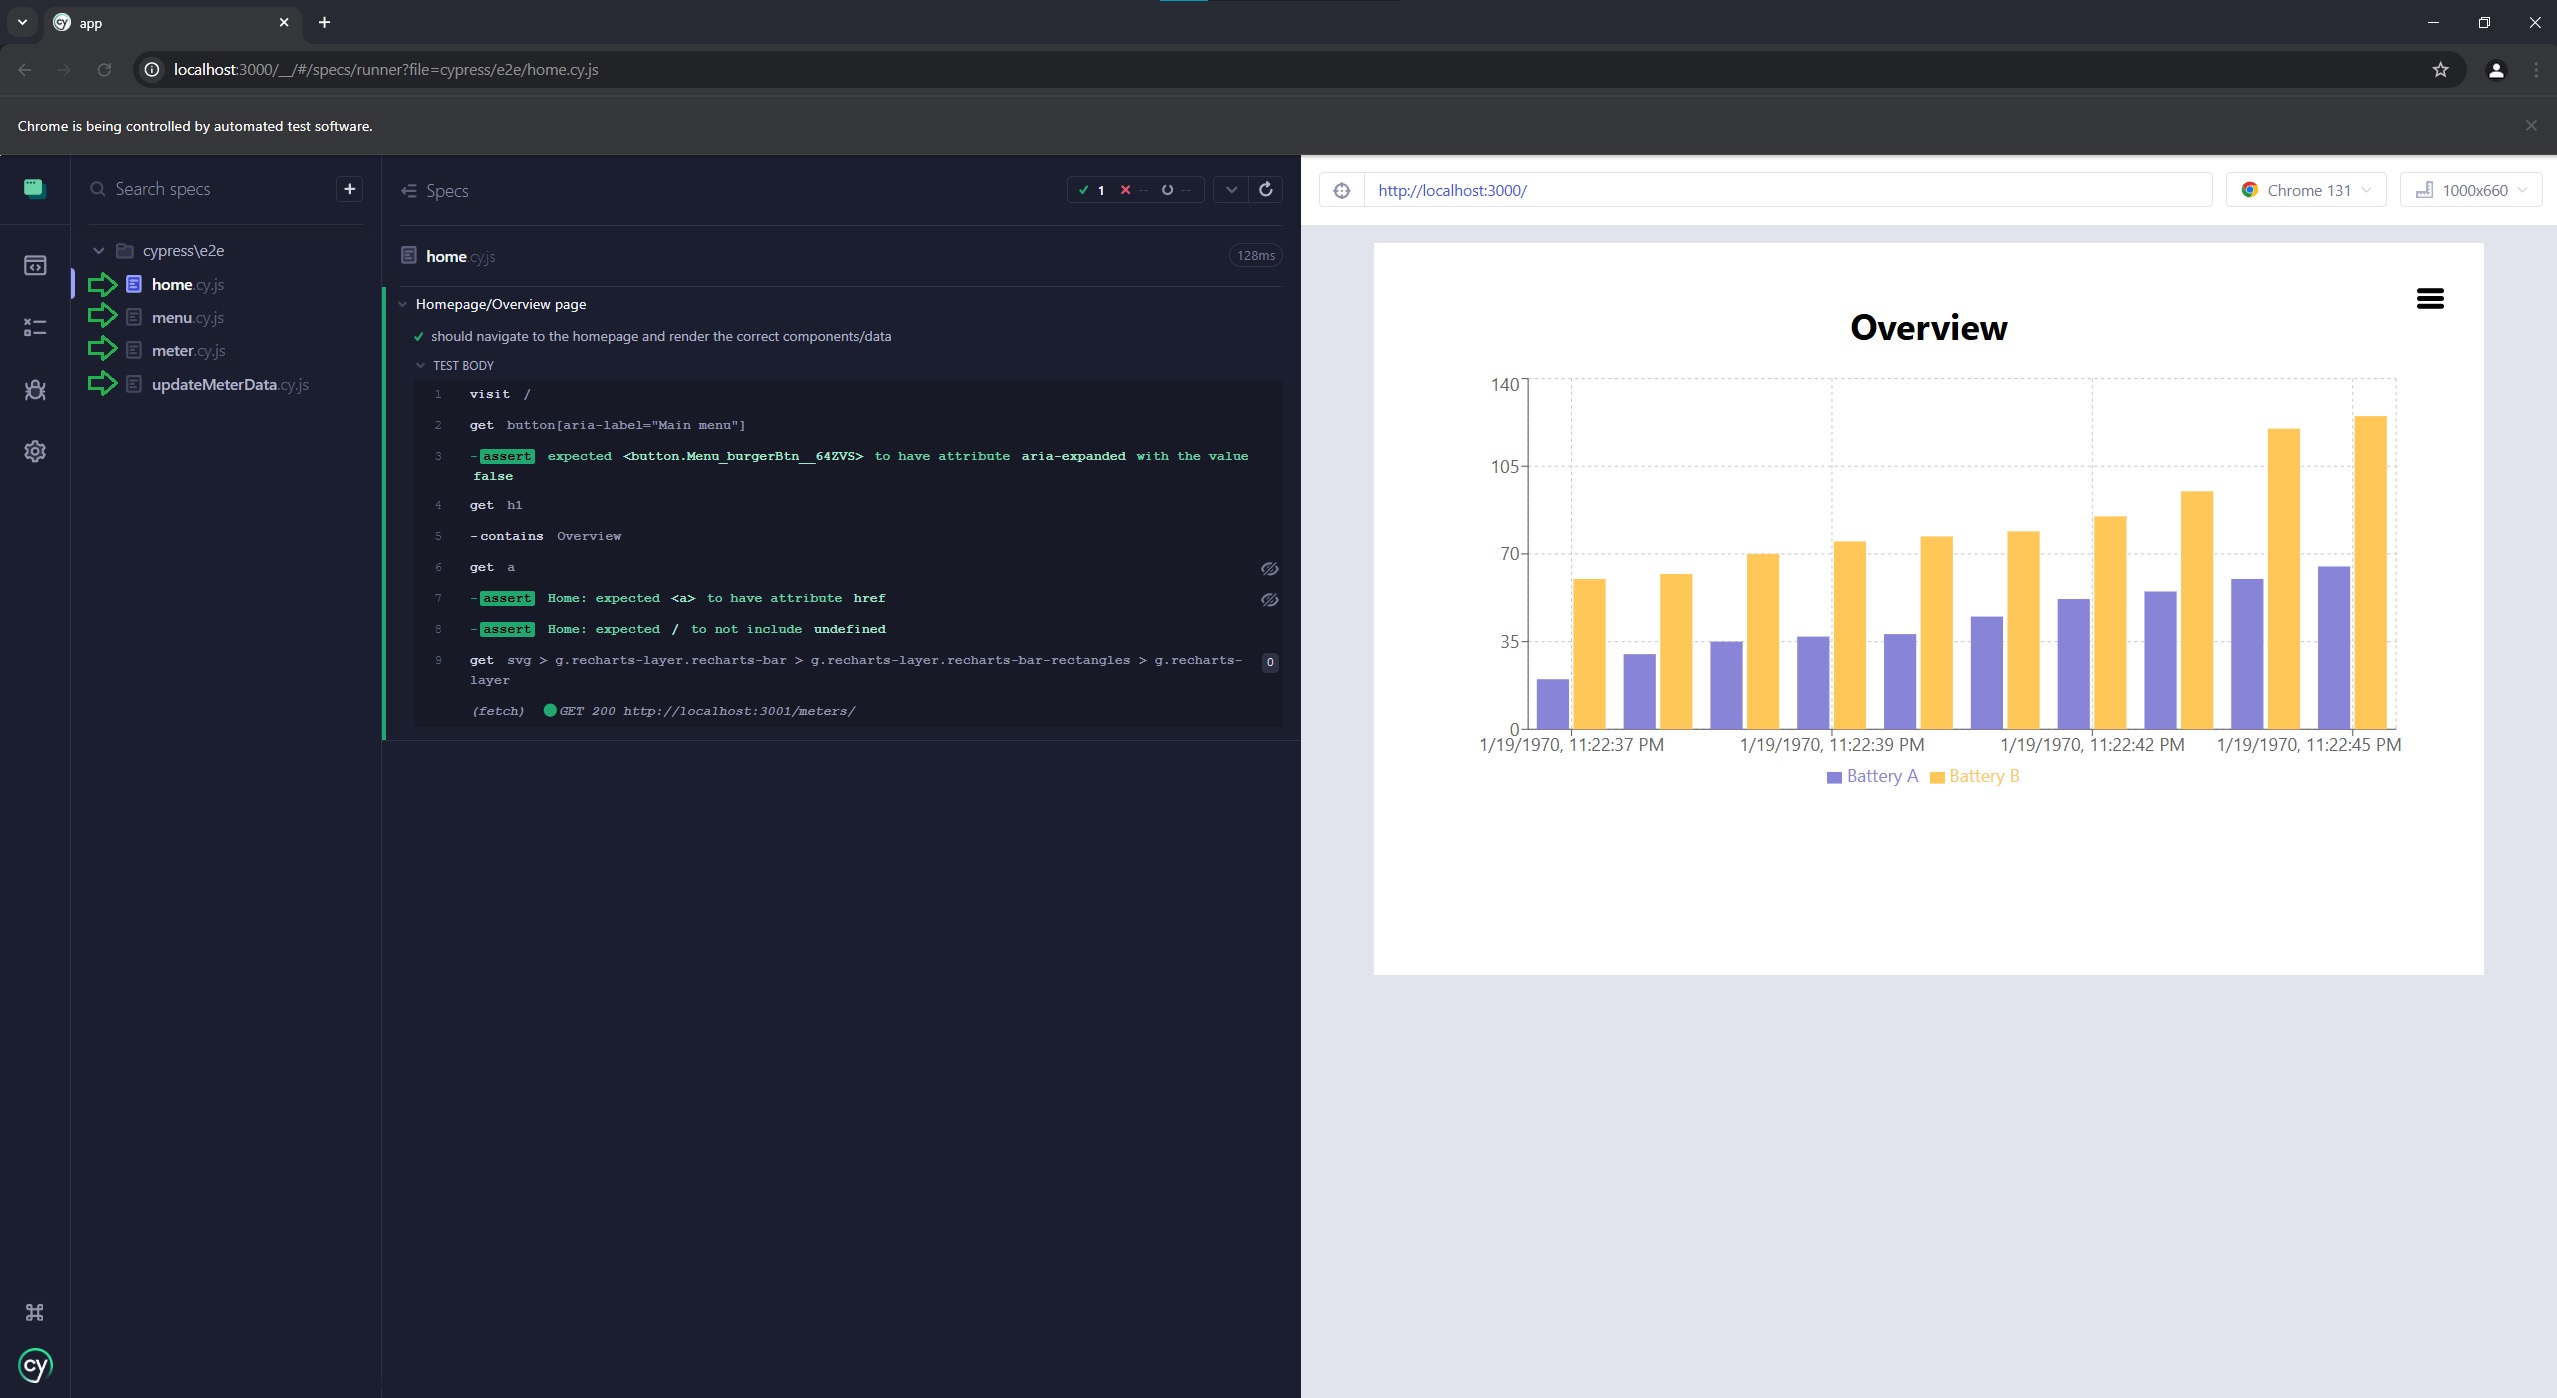 app
localhost:3000/__/#/specs/runner?file=cypress/e2e/home.cy.js
Chrome is being controlled by automated test software.
Search specs
cypress\e2e
home.cy.js
menu.cy.js
meter.cy.js
updateMeterData.cy.js
cy
Specs
1 -- --
home.cy.js 128ms
Homepage/Overview page
should navigate to the homepage and render the correct components/data
TEST BODY
1 visit /
2 get button[aria-label="Main menu"]
3 -assert expected <button.Menu_burgerBtn__64ZVS> to have attribute aria-expanded with the value
false
4 get h1
5 -contains Overview
6 get a
7 -assert Home: expected <a> to have attribute href
8 -assert Home: expected / to not include undefined
9 get svg > g.recharts-layer.recharts-bar > g.recharts-layer.recharts-bar-rectangles > g.recharts- 0
layer
(fetch) GET 200 http://localhost:3001/meters/
http://localhost:3000/ Chrome 131 1000x660
Overview
140
105
70
35
0
1/19/1970, 11:22:37 PM 1/19/1970, 11:22:39 PM 1/19/1970, 11:22:42 PM 1/19/1970, 11:22:45 PM
Battery A Battery B